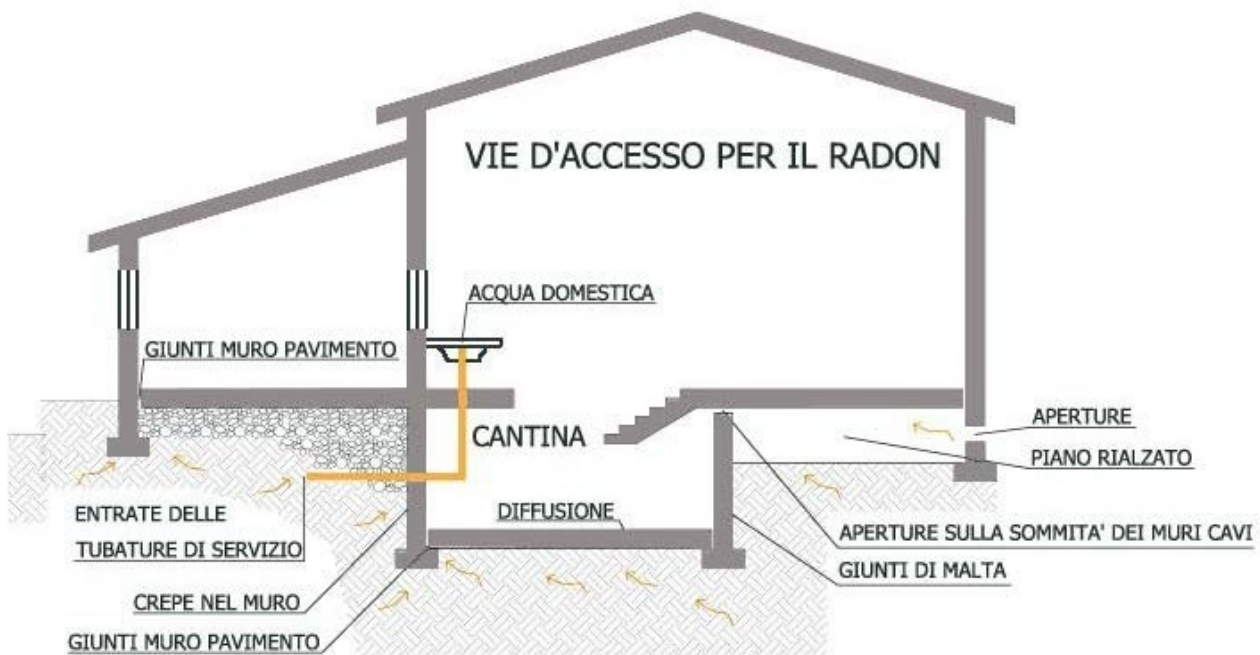 VIE D'ACCESSO PER IL RADON
ACQUA DOMESTICA
GIUNTI MURO PAVIMENTO
CANTINA
APERTURE
PIANO RIALZATO
ENTRATE DELLE
TUBATURE DI SERVIZIO
DIFFUSIONE
APERTURE SULLA SOMMITA' DEI MURI CAVI
GIUNTI DI MALTA
CREPE NEL MURO
GIUNTI MURO PAVIMENTO